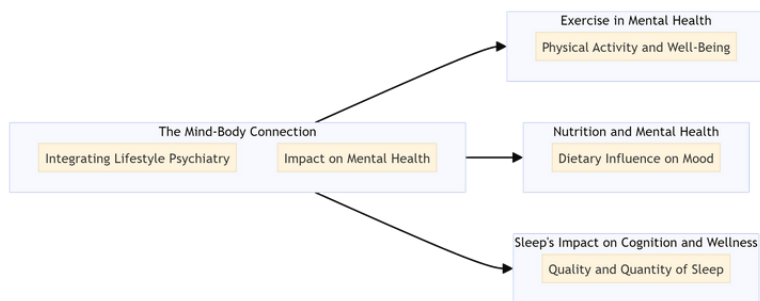 Exercise in Mental Health
Physical Activity and Well-Being
The Mind-Body Connection
Integrating Lifestyle Psychiatry
Impact on Mental Health
Nutrition and Mental Health
Dietary Influence on Mood
Sleep's Impact on Cognition and Wellness
Quality and Quantity of Sleep